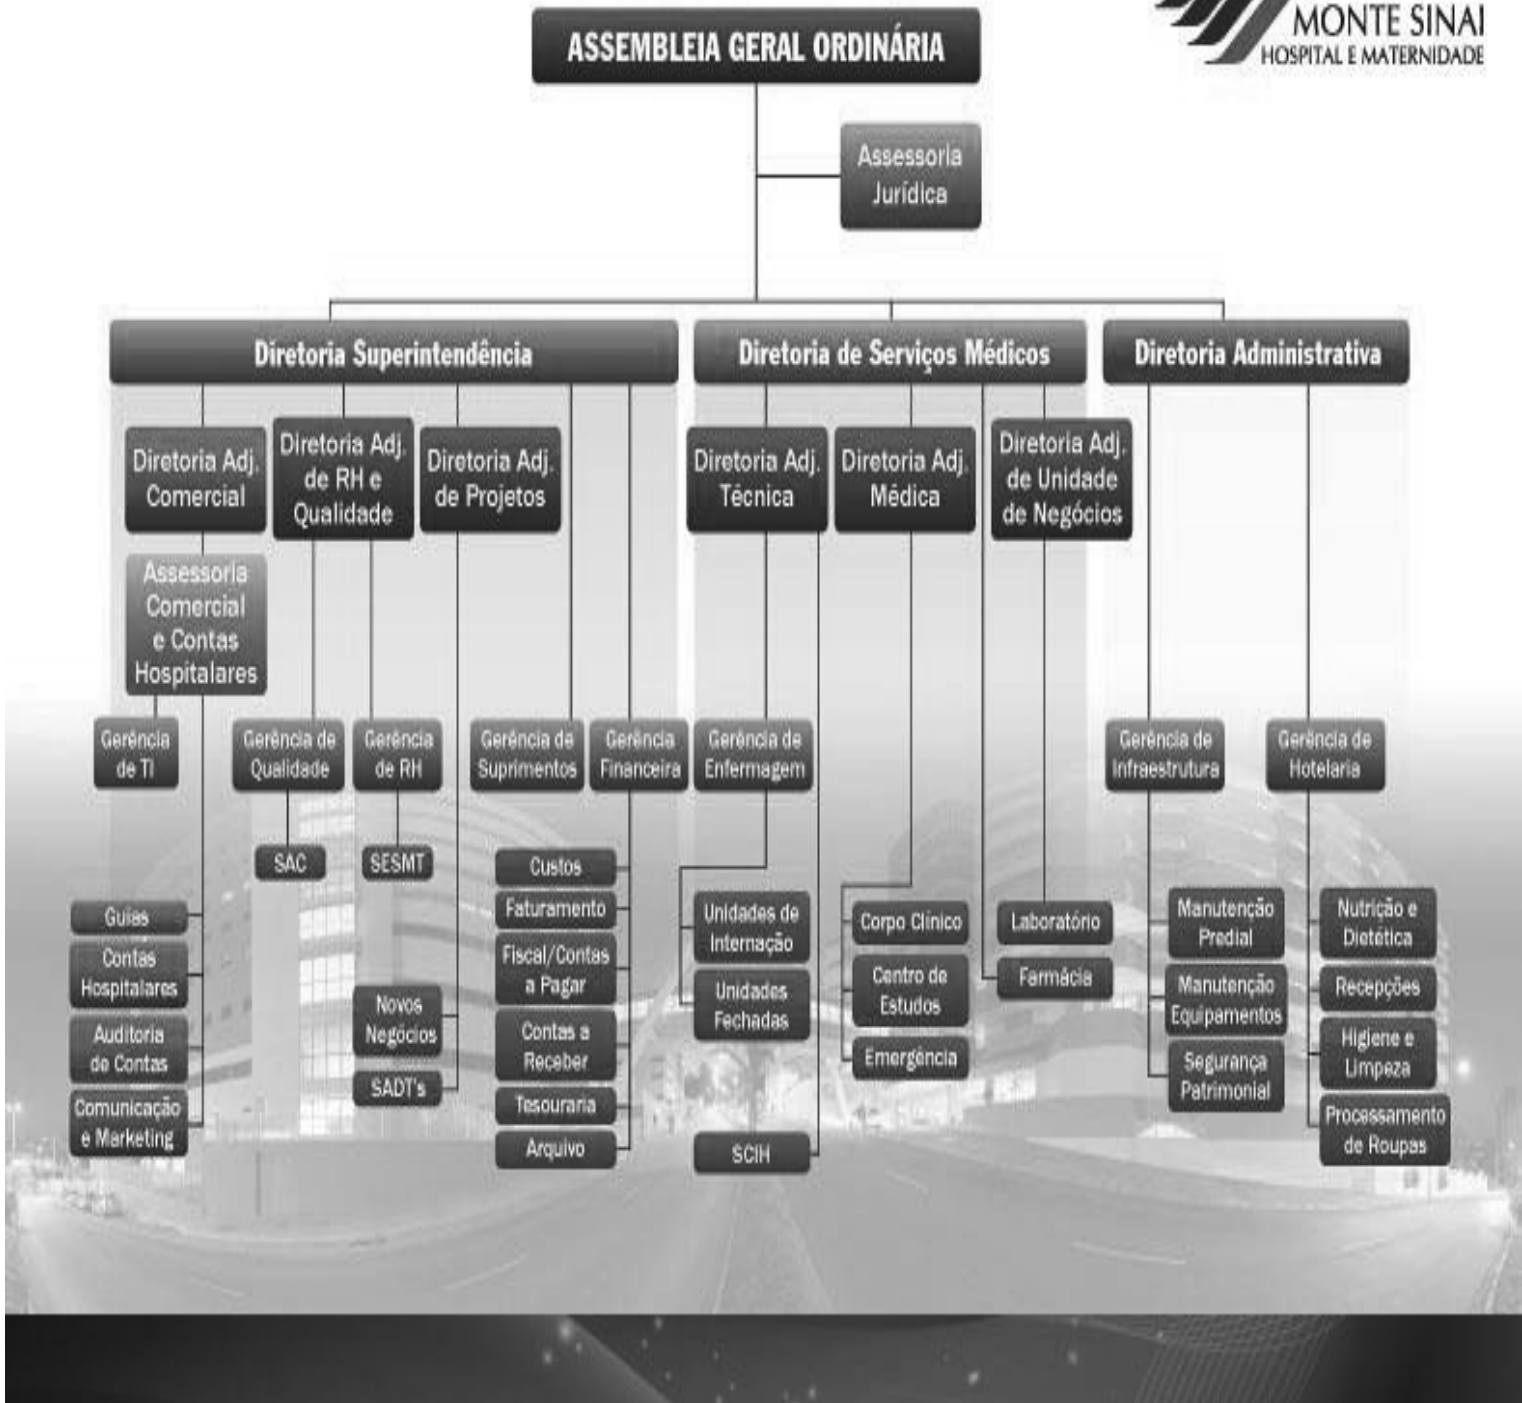 MONTE SINAI
HOSPITAL E MATERNIDADE
ASSEMBLEIA GERAL ORDINÁRIA
Assessoria
Jurídica
Diretoria Superintendência
Diretoria de Serviços Médicos
Diretoria Administrativa
Diretoria Adj.
Comercial
Diretoria Adj.
de RH e
Qualidade
Diretoria Adj.
de Projetos
Diretoria Adj.
Técnica
Diretoria Adj.
Médica
Diretoria Adj.
de Unidade
de Negócios
Assessoria
Comercial
e Contas
Hospitalares
Gerência
de TI
Gerência de
Qualidade
Gerência
de RH
Gerência de
Suprimentos
Gerência
Financeira
Gerência de
Enfermagem
Gerência de
Infraestrutura
Gerência de
Hotelaria
SAC
SESMT
Guias
Contas
Hospitalares
Auditoria
de Contas
Comunicação
e Marketing
Novos
Negócios
SADT's
Custos
Faturamento
Fiscal/Contas
a Pagar
Contas a
Receber
Tesouraria
Arquivo
Unidades de
Internação
Unidades
Fechadas
SCIH
Corpo Clínico
Centro de
Estudos
Emergência
Laboratório
Farmácia
Manutenção
Predial
Manutenção
Equipamentos
Segurança
Patrimonial
Nutrição e
Dietética
Recepções
Higiene e
Limpeza
Processamento
de Roupas